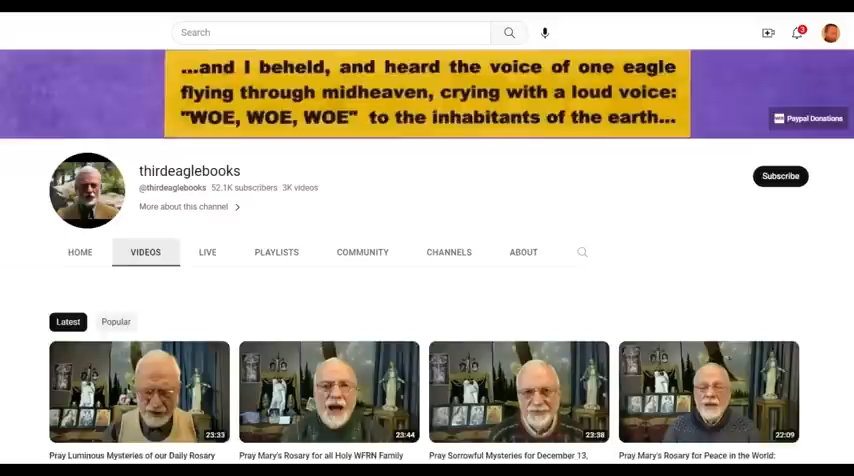 Search
3
...and I beheld, and heard the voice of one eagle
flying through midheaven, crying with a loud voice:
"WOE, WOE, WOE" to the inhabitants of the earth...
Paypal Donations
thirdeaglebooks
@thirdeaglebooks 52.1K subscribers 3K videos
More about this channel
Subscribe
HOME VIDEOS LIVE PLAYLISTS COMMUNITY CHANNELS ABOUT
Latest Popular
23:33 23:44 23:38 22:09
Pray Luminous Mysteries of our Daily Rosary Pray Mary's Rosary for all Holy WFRN Family Pray Sorrowful Mysteries for December 13, Pray Mary's Rosary for Peace in the World: